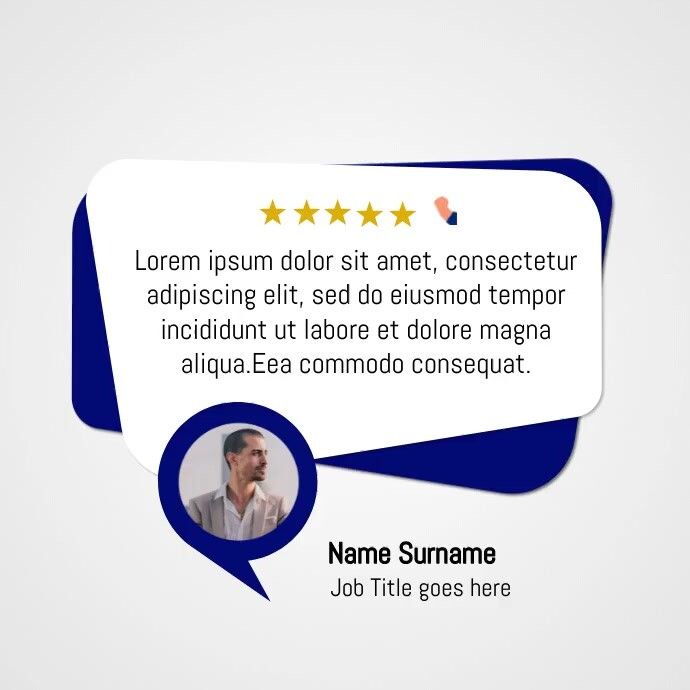 Lorem ipsum dolor sit amet, consectetur
adipiscing elit, sed do eiusmod tempor
incididunt ut labore et dolore magna
aliqua.Eea commodo consequat.
Name Surname
Job Title goes here